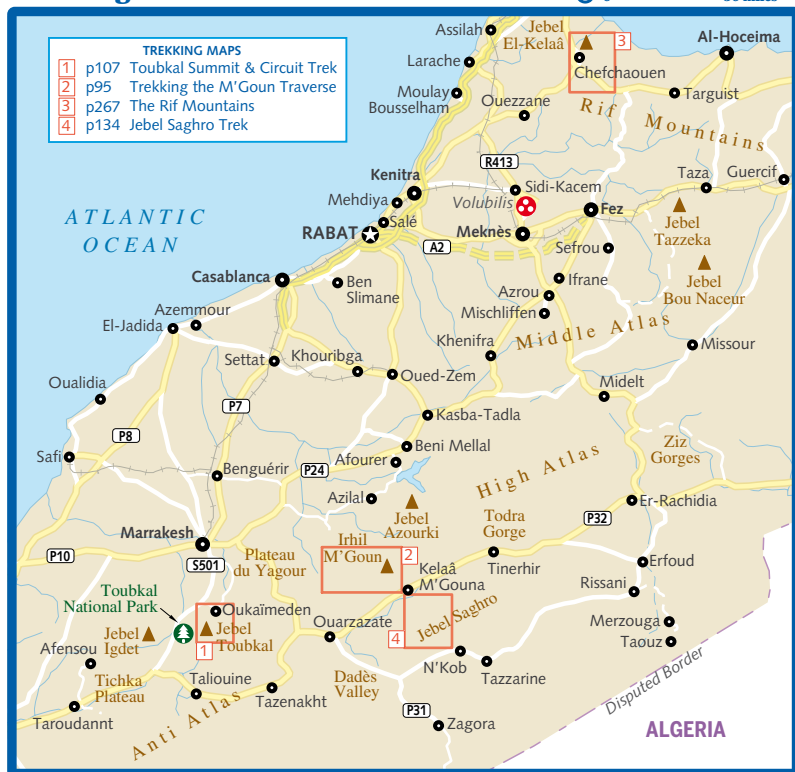 TREKKING MAPS
1 p107 Toubkal Summit & Circuit Trek
2 p95 Trekking the M'Goun Traverse
3 p267 The Rif Mountains
4 p134 Jebel Saghro Trek
Assilah
Jebel
El-Kelaâ
3
Al-Hoceima
Larache
Chefchaouen
Moulay
Bousselham
Ouezzane
Targuist
Rif Mountains
R413
Kenitra
Sidi-Kacem
Taza
Guercif
Mehdiya
Volubilis
ATLANTIC
OCEAN
Salé
RABAT
Fez
Jebel
Tazzeka
Meknès
A2
Sefrou
Casablanca
Ben
Slimane
Ifrane
Jebel
Bou Naceur
Azrou
Azemmour
Mischliffen
El-Jadida
Middle Atlas
Khenifra
Missour
Settat
Khouribga
Oued-Zem
Oualidia
Midelt
P7
Kasba-Tadla
P8
Ziz
Gorges
Beni Mellal
Safi
Afourer
P24
Benguérir
High Atlas
Azilal
Er-Rachidia
Jebel
Azourki
Todra
Gorge
P32
Marrakesh
Irhil
M'Goun
2
P10
Plateau
du Yagour
Tinerhir
S501
Kelaâ
M'Gouna
Erfoud
Toubkal
National Park
Rissani
Oukaïmeden
Jebel
Toubkal
1
Jebel Saghro
4
Merzouga
Jebel
Igdet
Ouarzazate
Taouz
Afensou
N'Kob
Tazzarine
Tichka
Plateau
Taliouine
Dadès
Valley
Tazenakht
Disputed Border
Taroudannt
P31
Anti Atlas
Zagora
ALGERIA